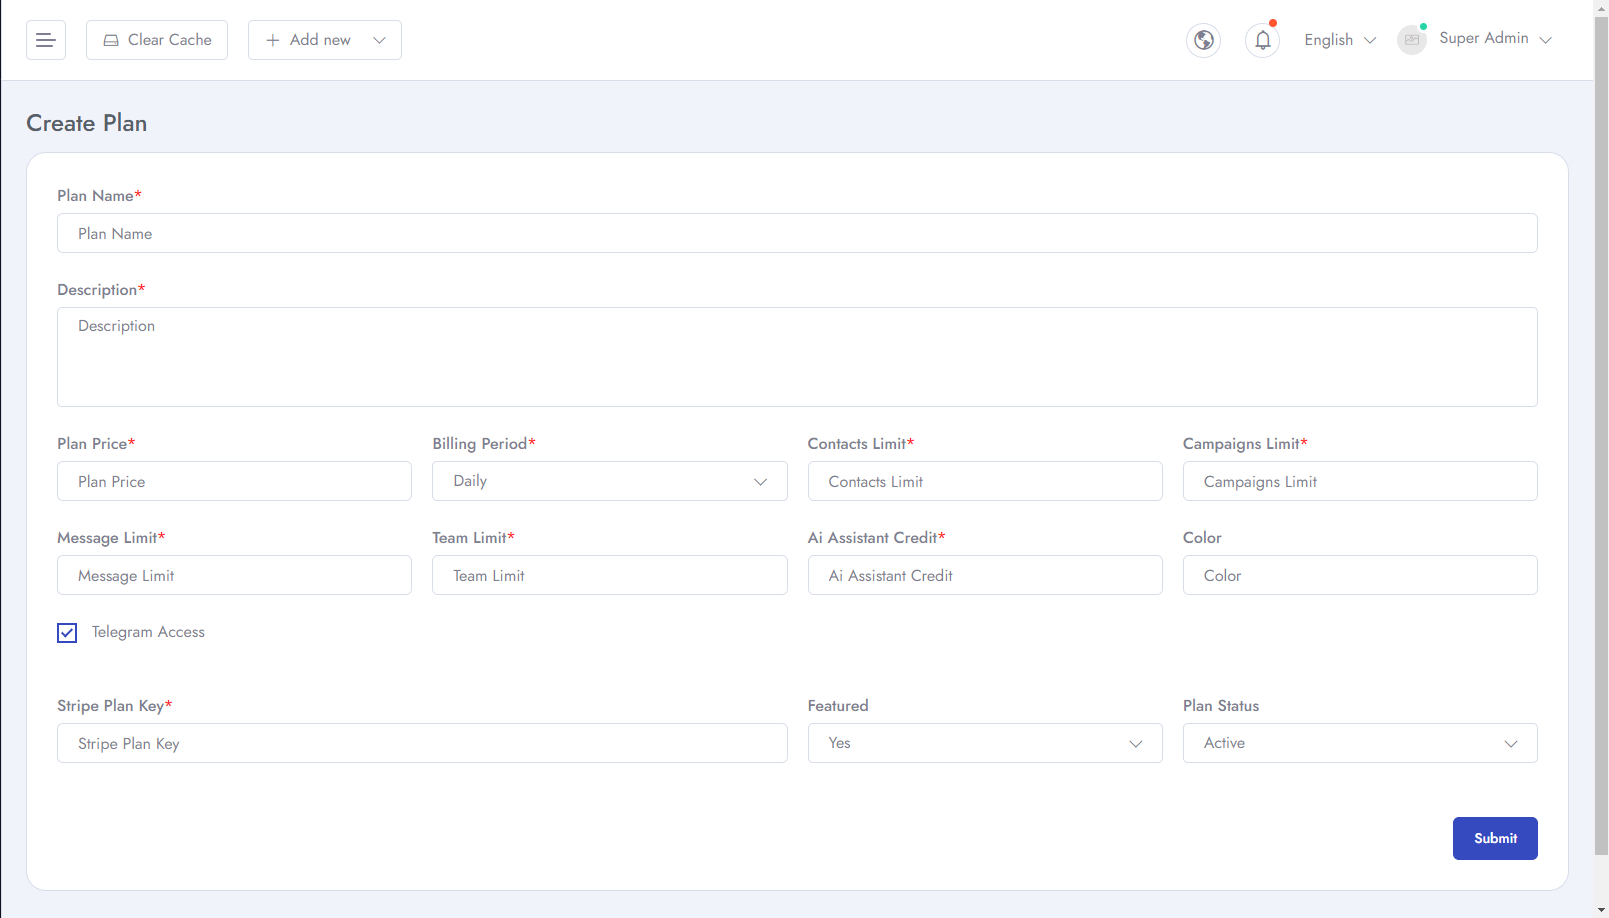 Clear Cache
Add new
English
Super Admin
Create Plan
Plan Name*
Plan Name
Description*
Description
Plan Price* Billing Period* Contacts Limit* Campaigns Limit*
Plan Price Daily Contacts Limit Campaigns Limit
Message Limit* Team Limit* Ai Assistant Credit* Color
Message Limit Team Limit Ai Assistant Credit Color
Telegram Access
Stripe Plan Key* Featured Plan Status
Stripe Plan Key Yes Active
Submit